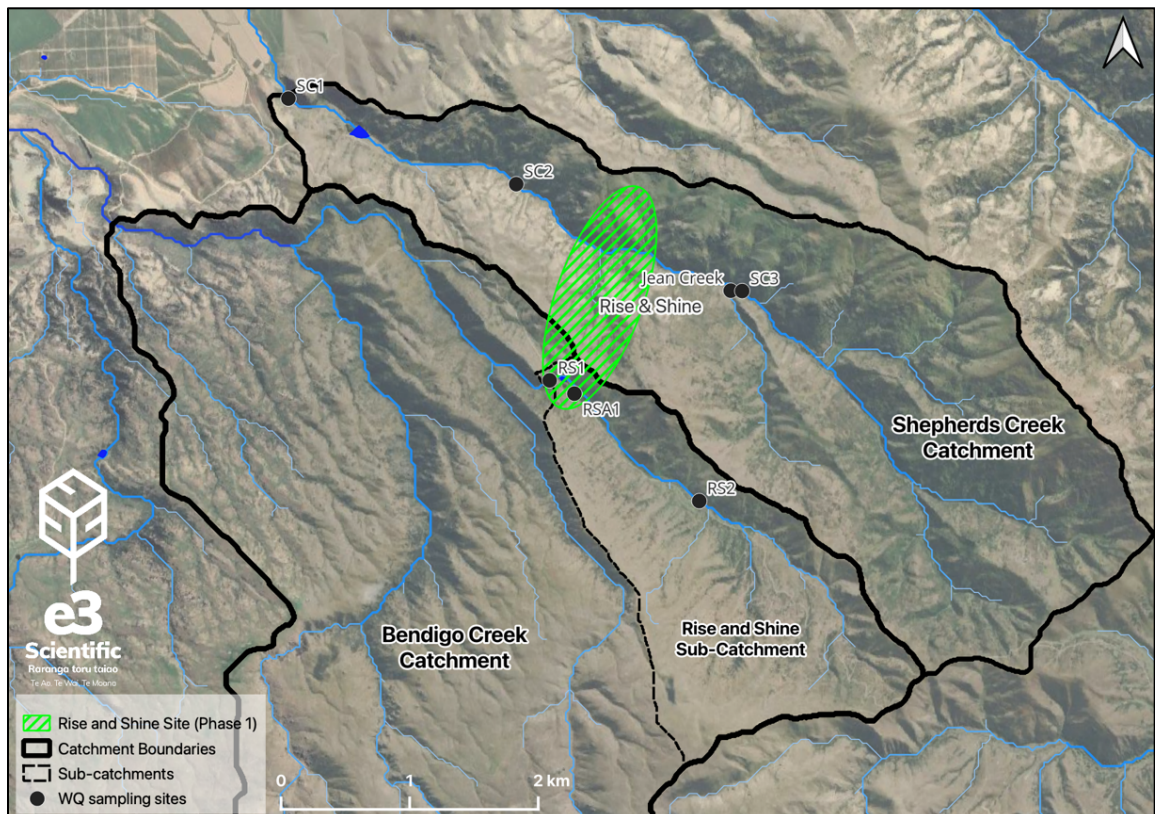 SC1
SC2
Jean Creek
SC3
Rise & Shine
RS1
RSA1
Shepherds Creek
Catchment
RS2
e3
Scientific
Raranga toru taiao
Te Ao. Te Wai. Te Moana
Bendigo Creek
Catchment
Rise and Shine
Sub-Catchment
Rise and Shine Site (Phase 1)
Catchment Boundaries
Sub-catchments
WQ sampling sites
0 1 2 km